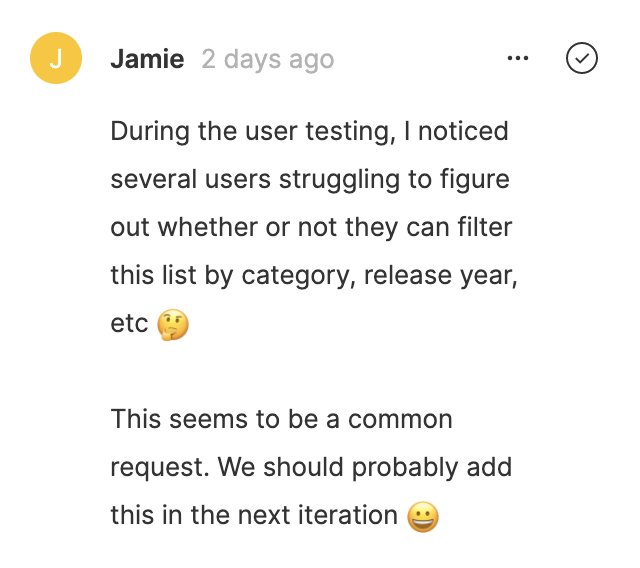 J
Jamie 2 days ago
During the user testing, I noticed
several users struggling to figure
out whether or not they can filter
this list by category, release year,
etc 🤔
This seems to be a common
request. We should probably add
this in the next iteration 😀